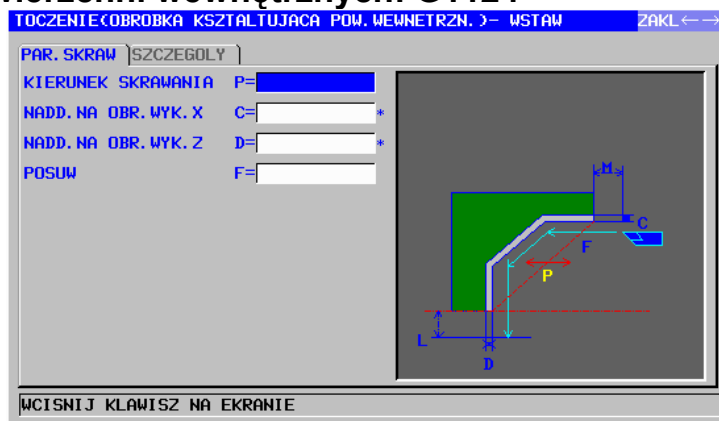 TOCZENIE(OBROBKA KSZTALTUJACA POW.WEWNETRZN.)- WSTAW ZAKL←→
PAR.SKRAW SZCZEGOLY
KIERUNEK SKRAWANIA P=
NADD.NA OBR.WYK.X C= *
NADD.NA OBR.WYK.Z D= *
POSUW F=
M
C
F
P
L
D
WCISNIJ KLAWISZ NA EKRANIE